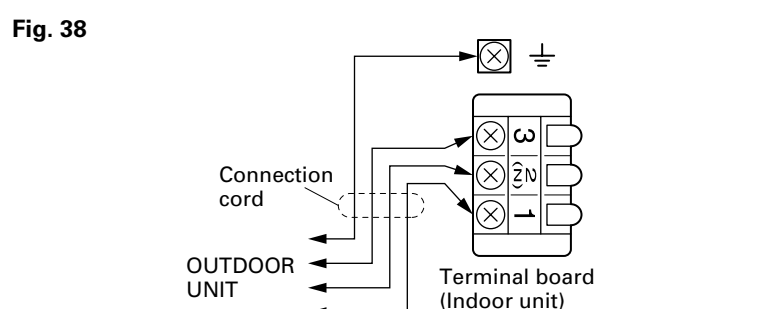 Fig. 38
3
2
(N)
1
Connection
cord
OUTDOOR
UNIT
Terminal board
(Indoor unit)